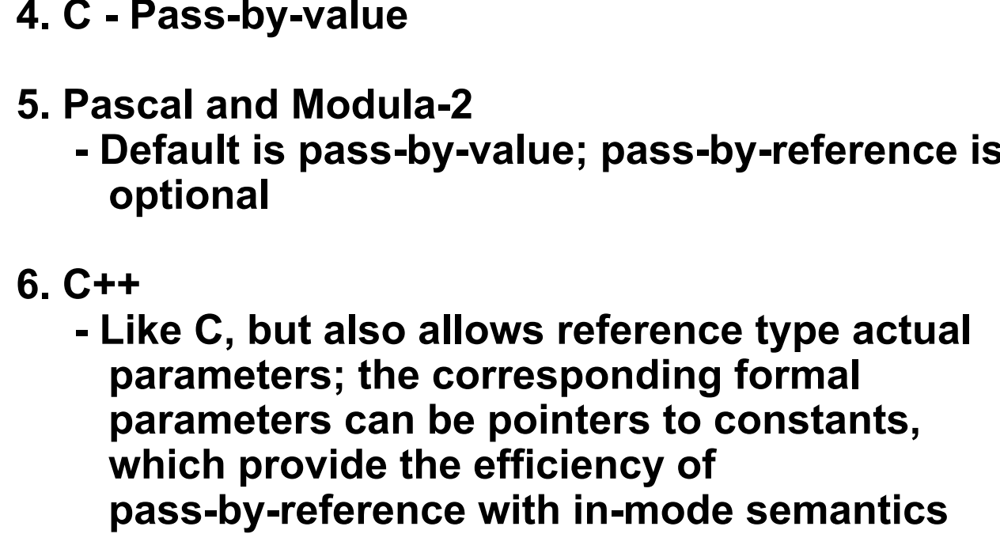 4. C - Pass-by-value
5. Pascal and Modula-2
- Default is pass-by-value; pass-by-reference is
optional
6. C++
- Like C, but also allows reference type actual
parameters; the corresponding formal
parameters can be pointers to constants,
which provide the efficiency of
pass-by-reference with in-mode semantics